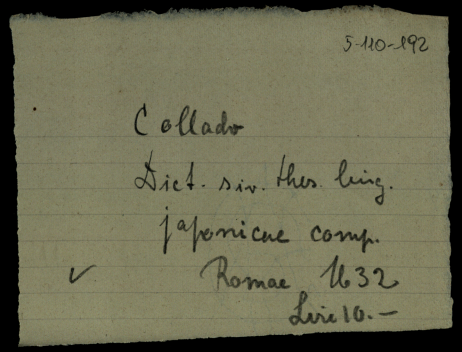 5-110-192
Collado
Dict. siv. thes. ling.
japonicae comp.
Romae 1632
Lire 10.—